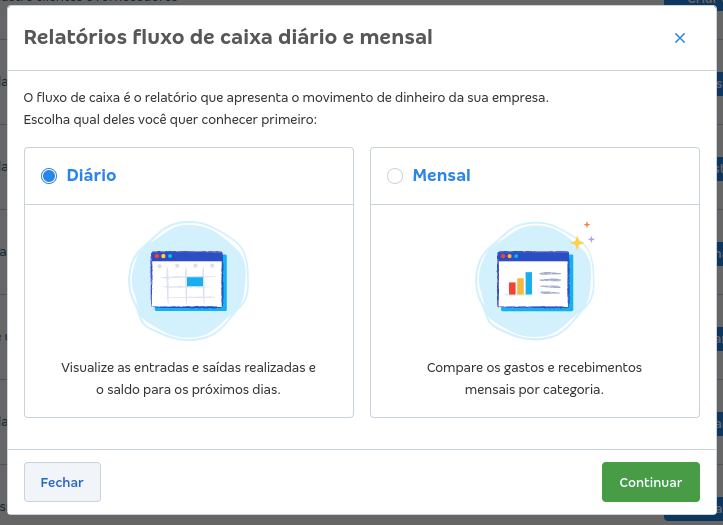 Relatórios fluxo de caixa diário e mensal
O fluxo de caixa é o relatório que apresenta o movimento de dinheiro da sua empresa.
Escolha qual deles você quer conhecer primeiro:
Diário
Mensal
Visualize as entradas e saídas realizadas e
o saldo para os próximos dias.
Compare os gastos e recebimentos
mensais por categoria.
Fechar
Continuar